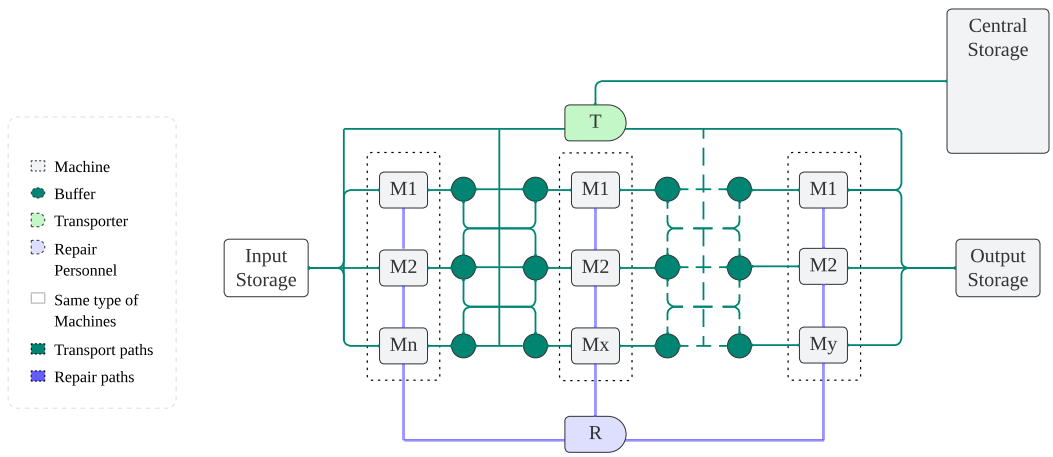 Central
Storage
T
Machine
Buffer
Transporter
Repair
Personnel
Same type of
Machines
Transport paths
Repair paths
Input
Storage
M1
M2
Mn
M1
M2
Mx
M1
M2
My
Output
Storage
R